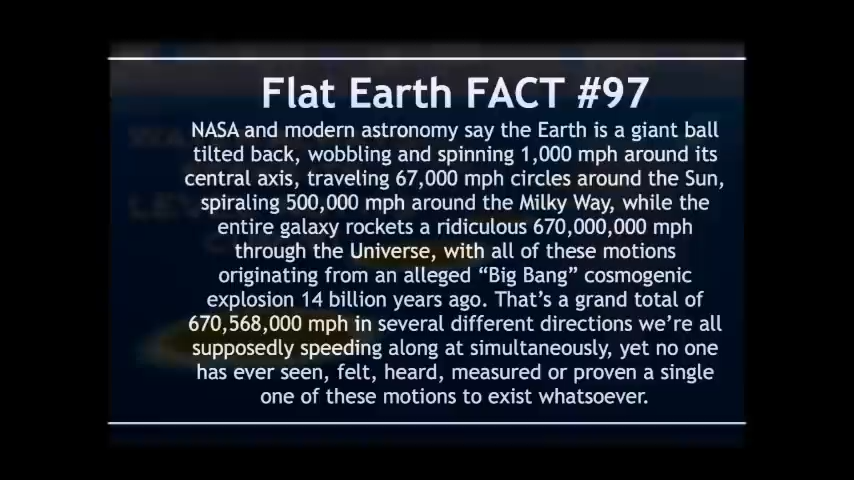 Flat Earth FACT #97
NASA and modern astronomy say the Earth is a giant ball
tilted back, wobbling and spinning 1,000 mph around its
central axis, traveling 67,000 mph circles around the Sun,
spiraling 500,000 mph around the Milky Way, while the
entire galaxy rockets a ridiculous 670,000,000 mph
through the Universe, with all of these motions
originating from an alleged “Big Bang” cosmogenic
explosion 14 billion years ago. That’s a grand total of
670,568,000 mph in several different directions we’re all
supposedly speeding along at simultaneously, yet no one
has ever seen, felt, heard, measured or proven a single
one of these motions to exist whatsoever.